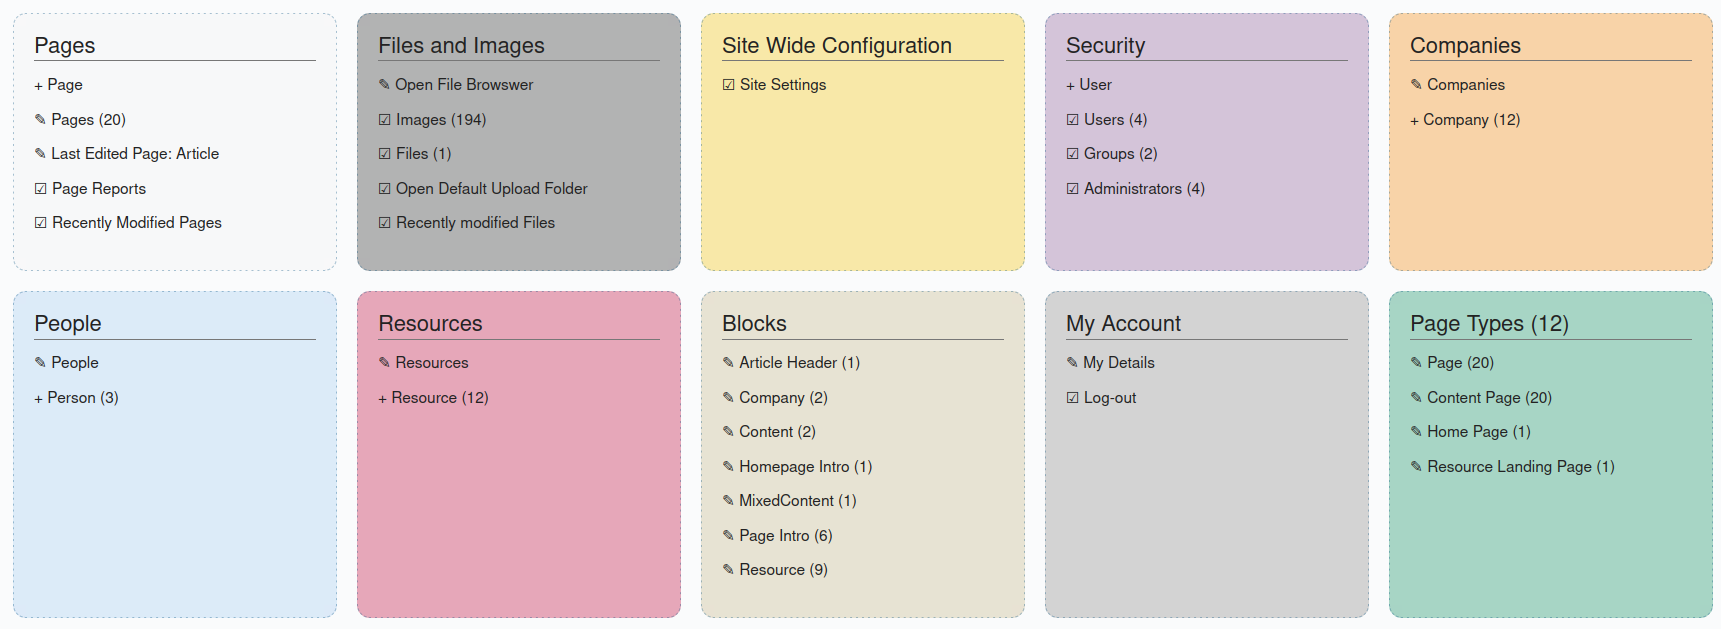 Pages
+ Page
✎ Pages (20)
✎ Last Edited Page: Article
☑ Page Reports
☑ Recently Modified Pages
Files and Images
✎ Open File Browswer
☑ Images (194)
☑ Files (1)
☑ Open Default Upload Folder
☑ Recently modified Files
Site Wide Configuration
☑ Site Settings
Security
+ User
☑ Users (4)
☑ Groups (2)
☑ Administrators (4)
Companies
✎ Companies
+ Company (12)
People
✎ People
+ Person (3)
Resources
✎ Resources
+ Resource (12)
Blocks
✎ Article Header (1)
✎ Company (2)
✎ Content (2)
✎ Homepage Intro (1)
✎ MixedContent (1)
✎ Page Intro (6)
✎ Resource (9)
My Account
✎ My Details
☑ Log-out
Page Types (12)
✎ Page (20)
✎ Content Page (20)
✎ Home Page (1)
✎ Resource Landing Page (1)